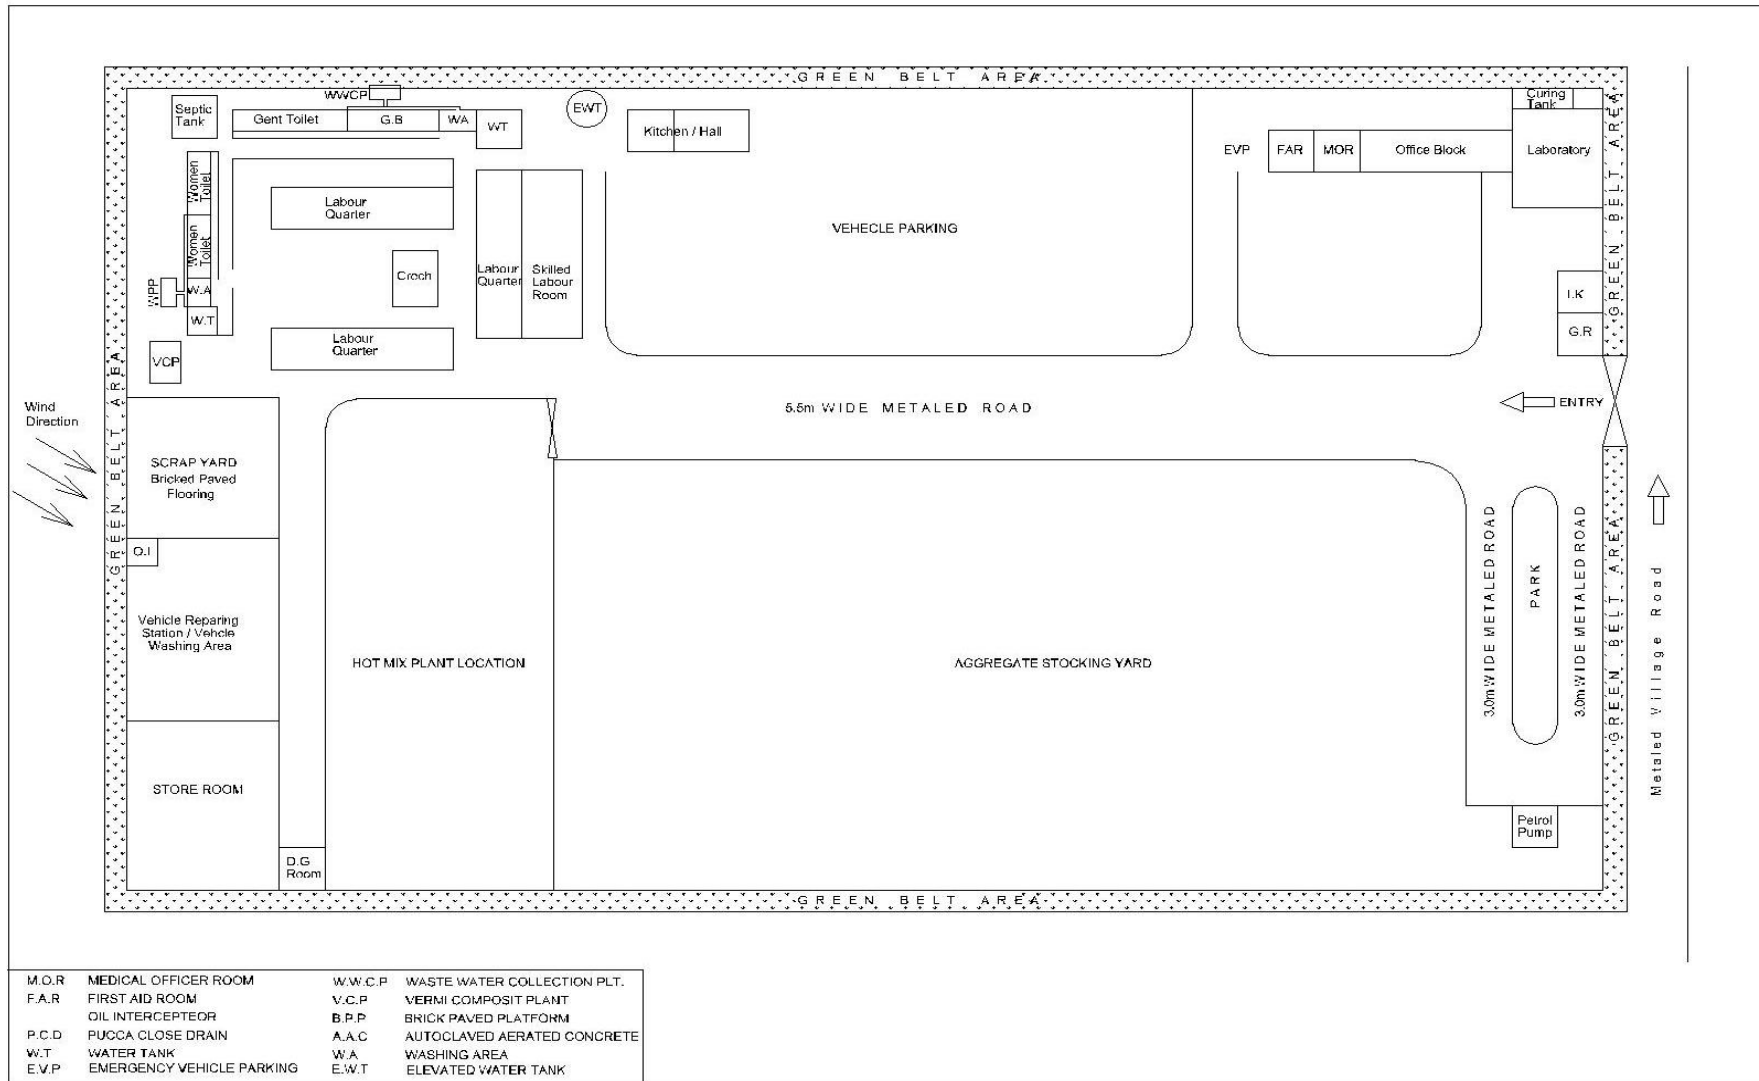 GREEN BELT AREA
WWCP
Septic
Tank
Gent Toilet
G.B
WA
WT
EWT
Kitchen / Hall
Curing
Tank
EVP
FAR
MOR
Office Block
Laboratory
Women
Toilet
Women
Toilet
Labour
Quarter
VEHECLE PARKING
GREEN BELT AREA
Crech
Labour
Quarter
Skilled
Labour
Room
WPP
W.A
W.T
I.K
G.R
Labour
Quarter
VCP
5.5m WIDE METALED ROAD
ENTRY
Wind
Direction
GREEN BELT AREA
SCRAP YARD
Bricked Paved
Flooring
O.I
Vehicle Reparing
Station / Vehcle
Washing Area
HOT MIX PLANT LOCATION
AGGREGATE STOCKING YARD
3.0m WIDE METALED ROAD
PARK
3.0m WIDE METALED ROAD
GREEN BELT AREA
Metaled Village Road
STORE ROOM
Petrol
Pump
D.G
Room
GREEN BELT AREA
M.O.R MEDICAL OFFICER ROOM W.W.C.P WASTE WATER COLLECTION PLT.
F.A.R FIRST AID ROOM V.C.P VERMI COMPOSIT PLANT
OIL INTERCEPTEOR B.P.P BRICK PAVED PLATFORM
P.C.D PUCCA CLOSE DRAIN A.A.C AUTOCLAVED AERATED CONCRETE
W.T WATER TANK W.A WASHING AREA
E.V.P EMERGENCY VEHICLE PARKING E.W.T ELEVATED WATER TANK